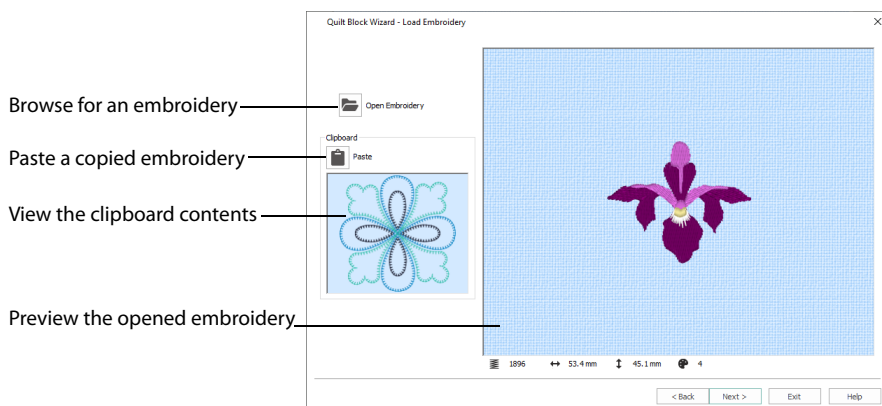 Quilt Block Wizard - Load Embroidery
Browse for an embroidery
Open Embroidery
Clipboard
Paste a copied embroidery
Paste
View the clipboard contents
Preview the opened embroidery
1896 53.4 mm 45.1 mm 4
< Back Next > Exit Help